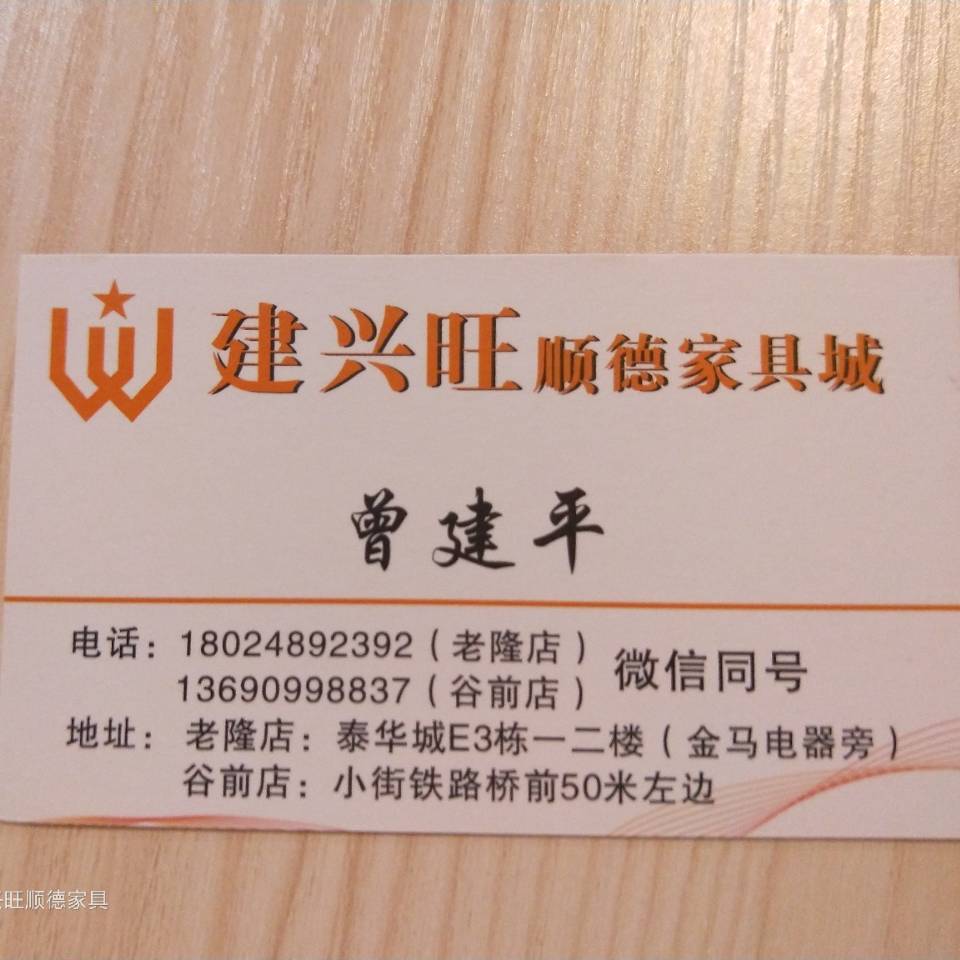 建兴旺顺德家具城
曾建平
电话：18024892392（老隆店）微信同号
13690998837（谷前店）
地址：老隆店：泰华城E3栋一二楼（金马电器旁）
谷前店：小街铁路桥前50米左边
旺顺德家具